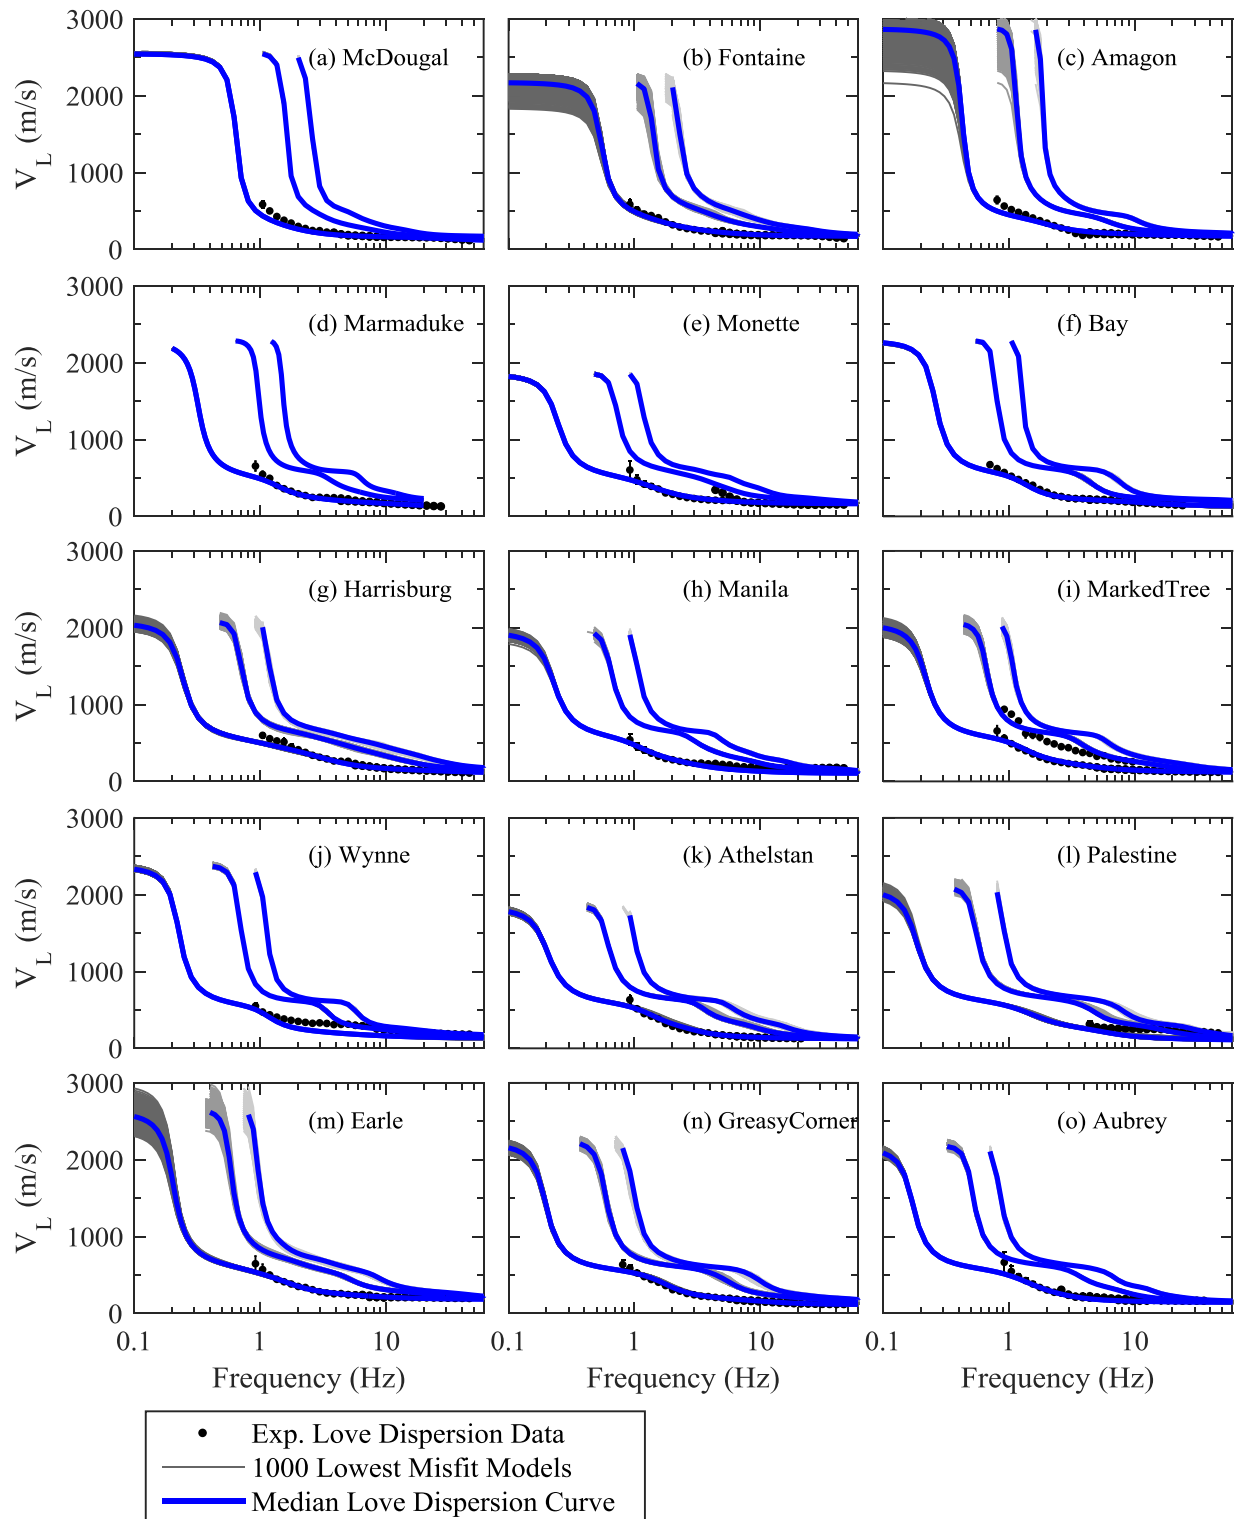 3000
2000
1000
0
V_L (m/s)
(a) McDougal
(b) Fontaine
(c) Amagon
3000
2000
1000
0
V_L (m/s)
(d) Marmaduke
(e) Monette
(f) Bay
3000
2000
1000
0
V_L (m/s)
(g) Harrisburg
(h) Manila
(i) MarkedTree
3000
2000
1000
0
V_L (m/s)
(j) Wynne
(k) Athelstan
(l) Palestine
3000
2000
1000
0
V_L (m/s)
(m) Earle
(n) GreasyCorner
(o) Aubrey
0.1 1 10 0.1 1 10 0.1 1 10
Frequency (Hz) Frequency (Hz) Frequency (Hz)
Exp. Love Dispersion Data
1000 Lowest Misfit Models
Median Love Dispersion Curve